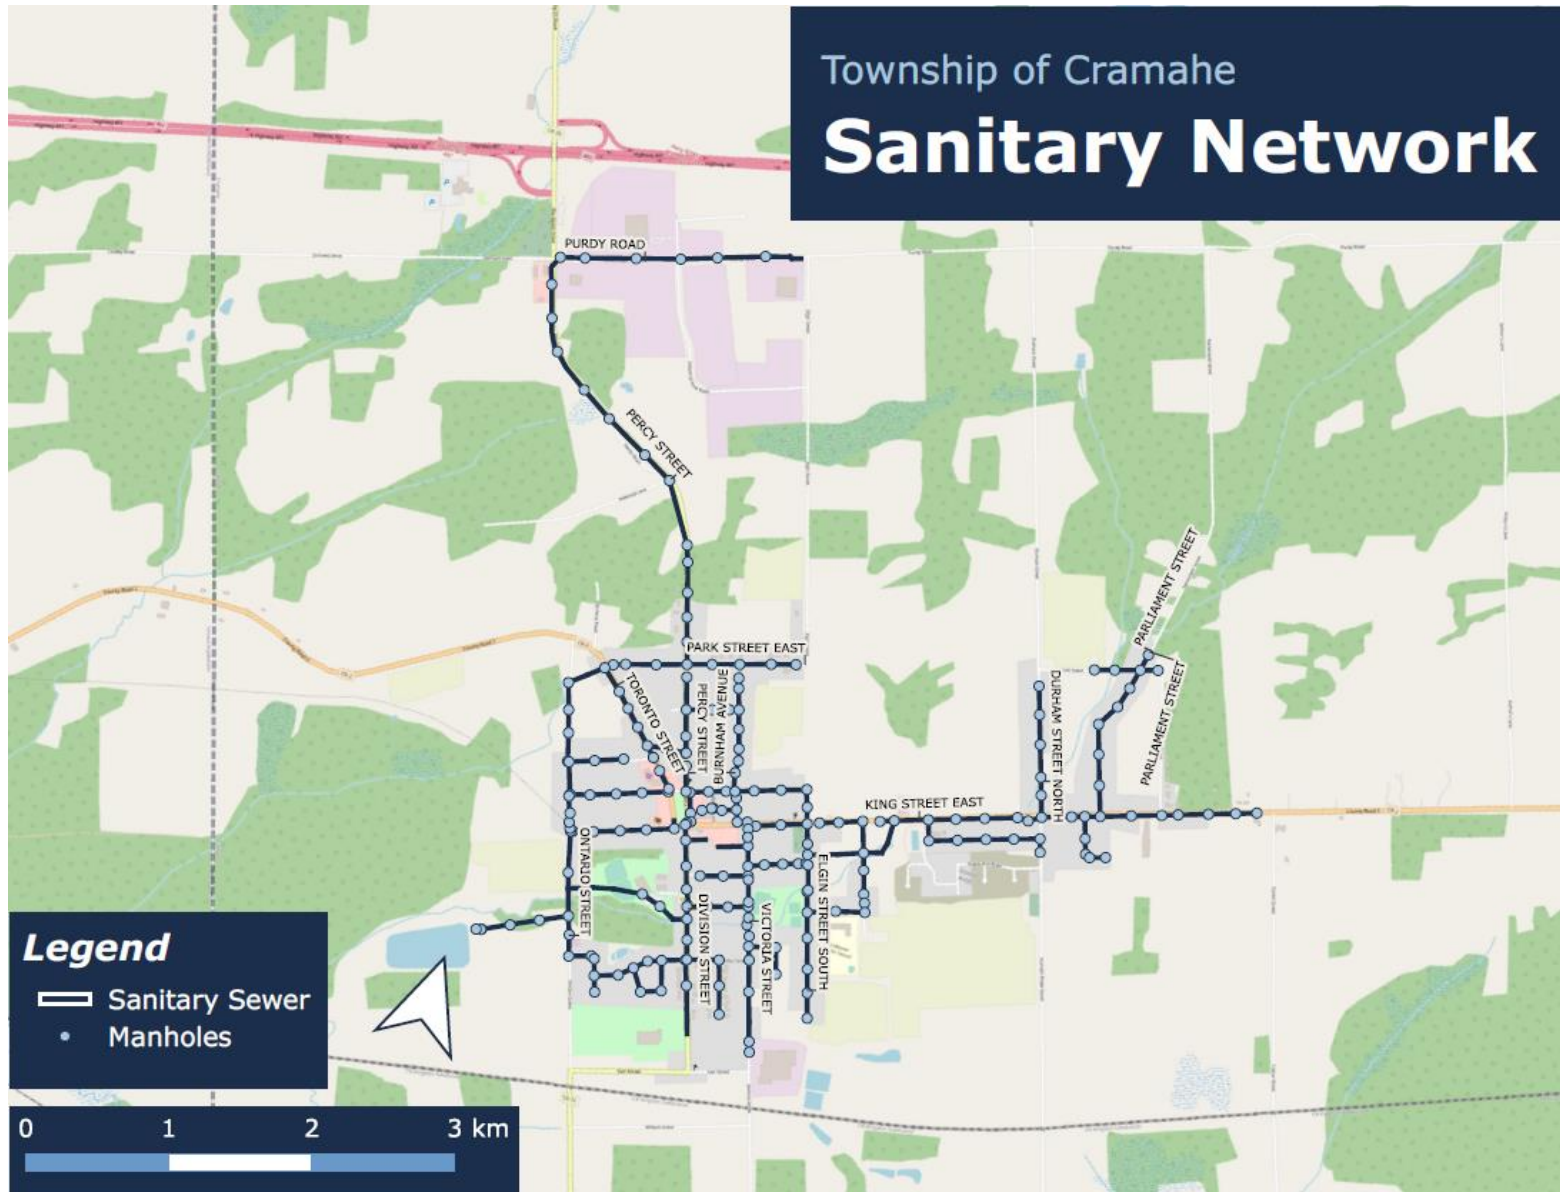 Township of Cramahe
Sanitary Network
PURDY ROAD
PERCY STREET
PARLIAMENT STREET
PARK STREET EAST
TORONTO STREET
PERCY STREET
BURNHAM AVENUE
DURHAM STREET NORTH
PARLIAMENT STREET
KING STREET EAST
ONTARIO STREET
DIVISION STREET
VICTORIA STREET
ELGIN STREET SOUTH
Legend
Sanitary Sewer
Manholes
0 1 2 3 km